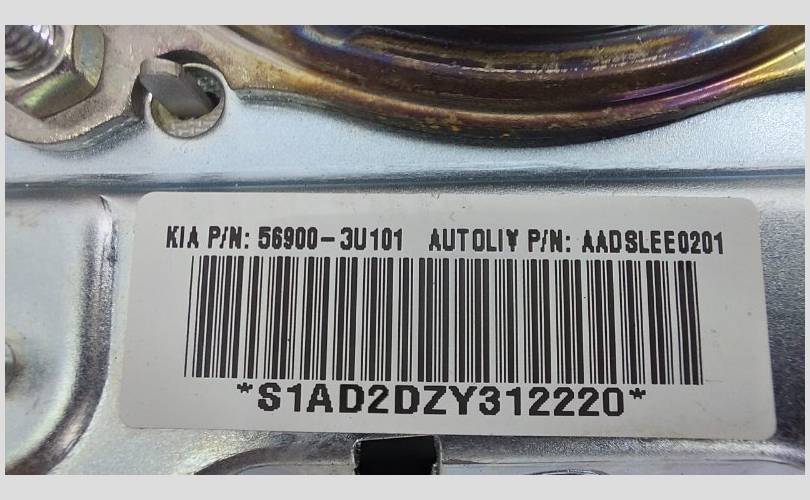 KIA P/N: 56900-3U101 AUTOLIV P/N: AADSLEE0201
*S1AD2DZY312220*